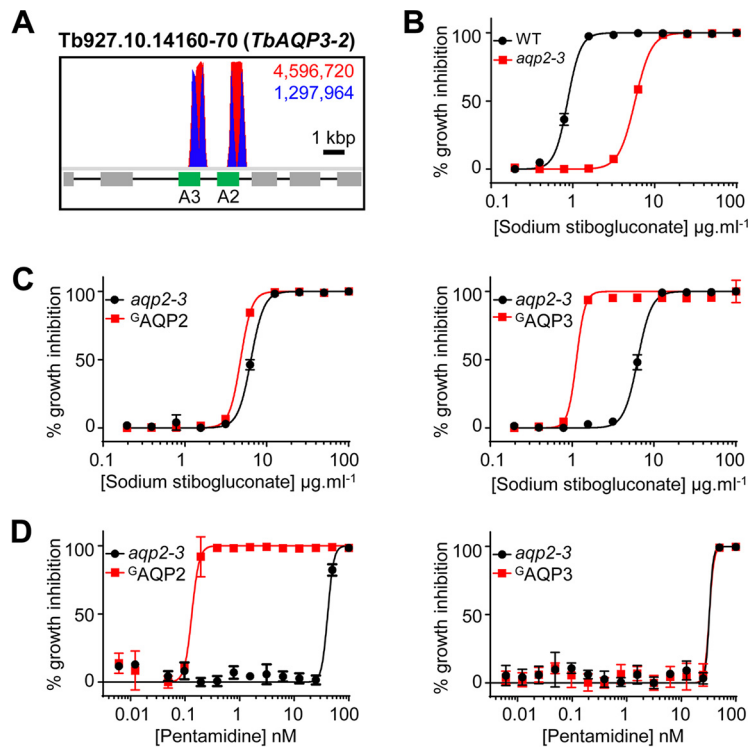 A
Tb927.10.14160-70 (TbAQP3-2)
4,596,720
1,297,964
1 kbp
A3 A2
B
% growth inhibition
100
50
0
WT
aqp2-3
0.1 1 10 100
[Sodium stibogluconate] µg.ml-1
C
% growth inhibition
100
50
0
aqp2-3
GAQP2
0.1 1 10 100
[Sodium stibogluconate] µg.ml-1
% growth inhibition
100
50
0
aqp2-3
GAQP3
0.1 1 10 100
[Sodium stibogluconate] µg.ml-1
D
% growth inhibition
100
50
0
aqp2-3
GAQP2
0.01 0.1 1 10 100
[Pentamidine] nM
% growth inhibition
100
50
0
aqp2-3
GAQP3
0.01 0.1 1 10 100
[Pentamidine] nM